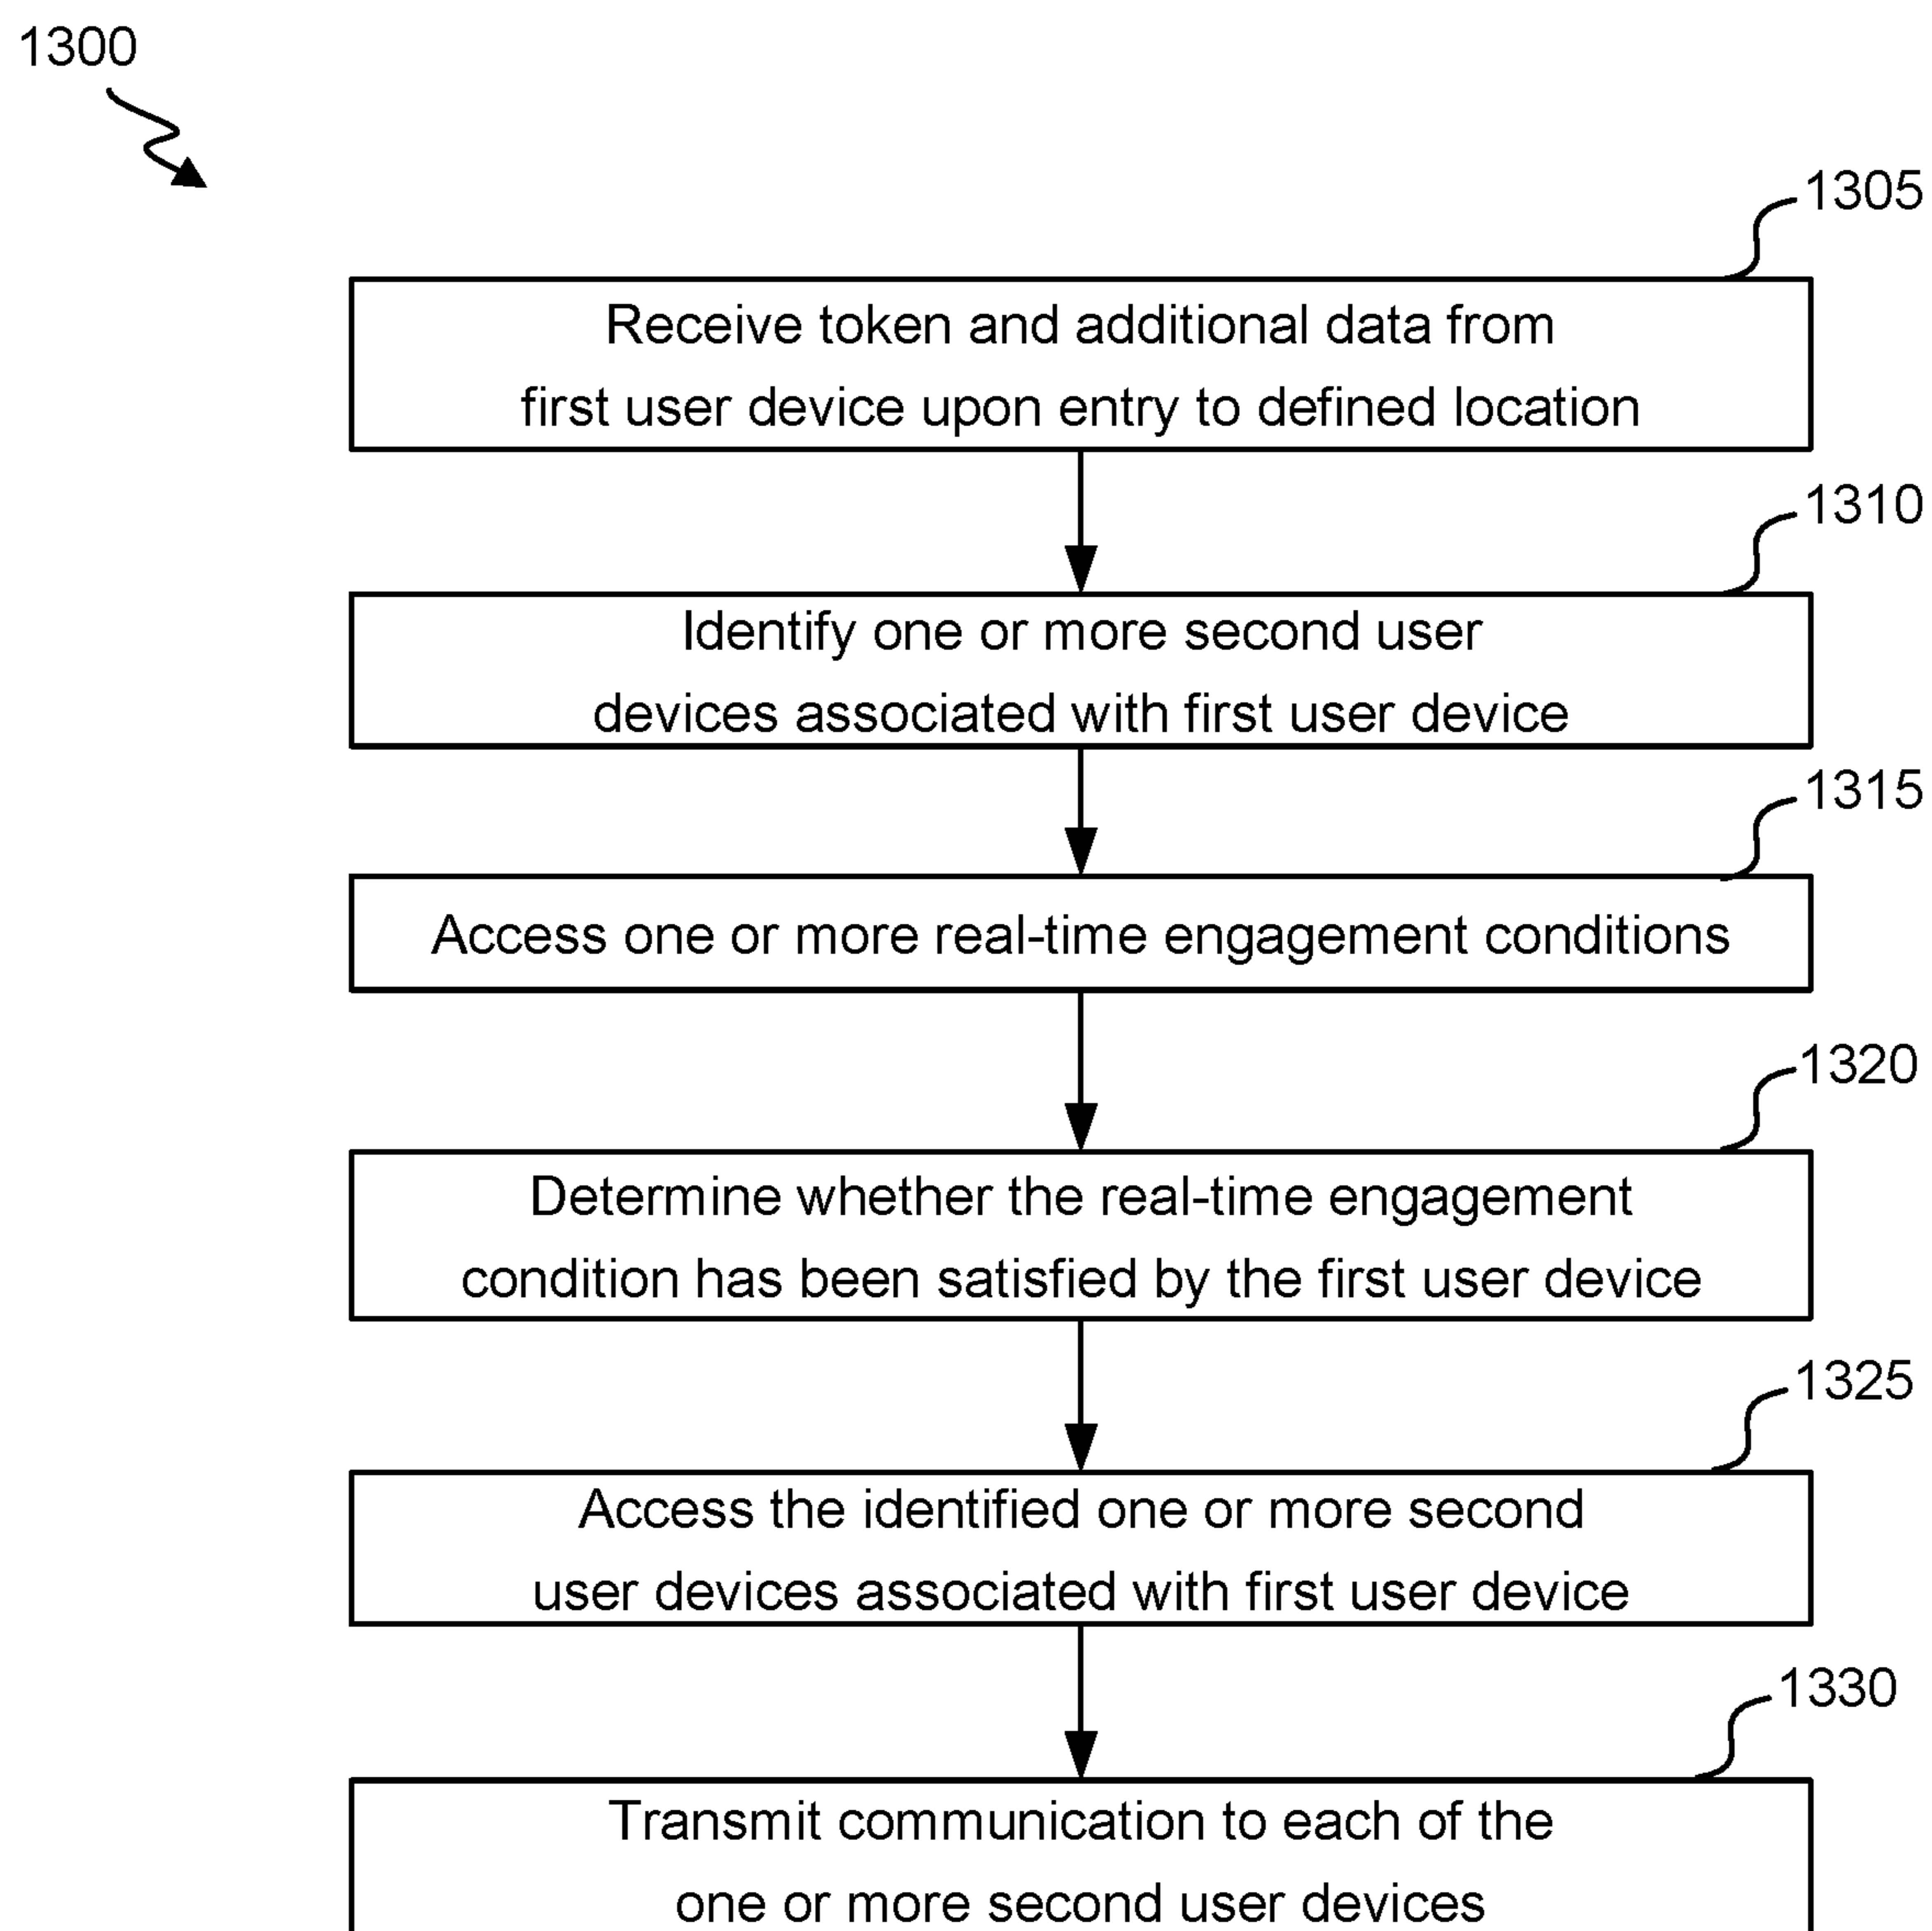 1300
1305
Receive token and additional data from
first user device upon entry to defined location
1310
Identify one or more second user
devices associated with first user device
1315
Access one or more real-time engagement conditions
1320
Determine whether the real-time engagement
condition has been satisfied by the first user device
1325
Access the identified one or more second
user devices associated with first user device
1330
Transmit communication to each of the
one or more second user devices